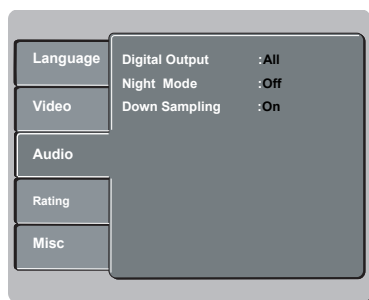 Language
Video
Audio
Rating
Misc
Digital Output :All
Night Mode :Off
Down Sampling :On